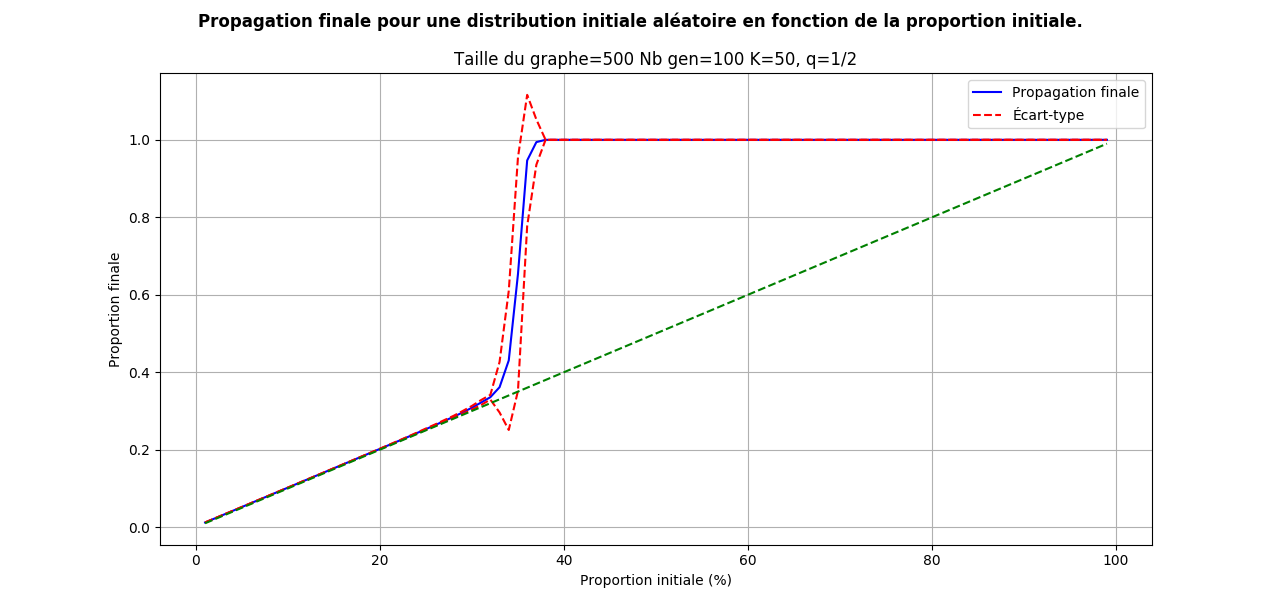 Propagation finale pour une distribution initiale aléatoire en fonction de la proportion initiale.
Taille du graphe=500 Nb gen=100 K=50, q=1/2
Propagation finale
Écart-type
Proportion finale
1.0
0.8
0.6
0.4
0.2
0.0
0 20 40 60 80 100
Proportion initiale (%)